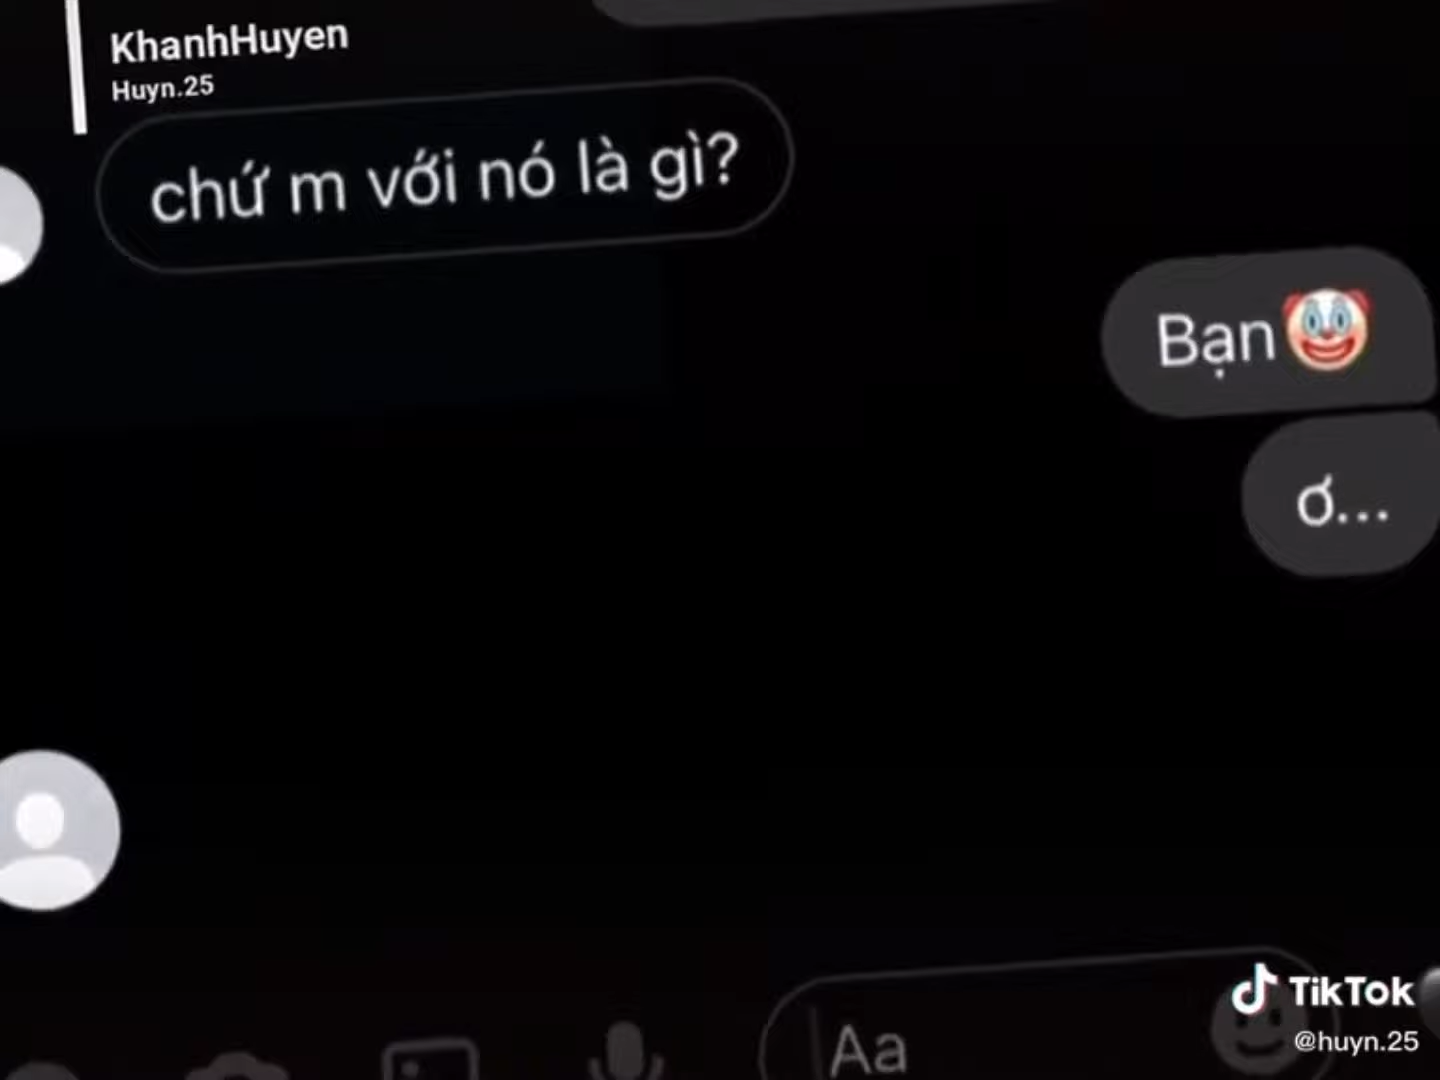 KhanhHuyen
Huyn.25
chứ m với nó là gì?
Bạn🤡
ơ...
Aa
TikTok
@huyn.25